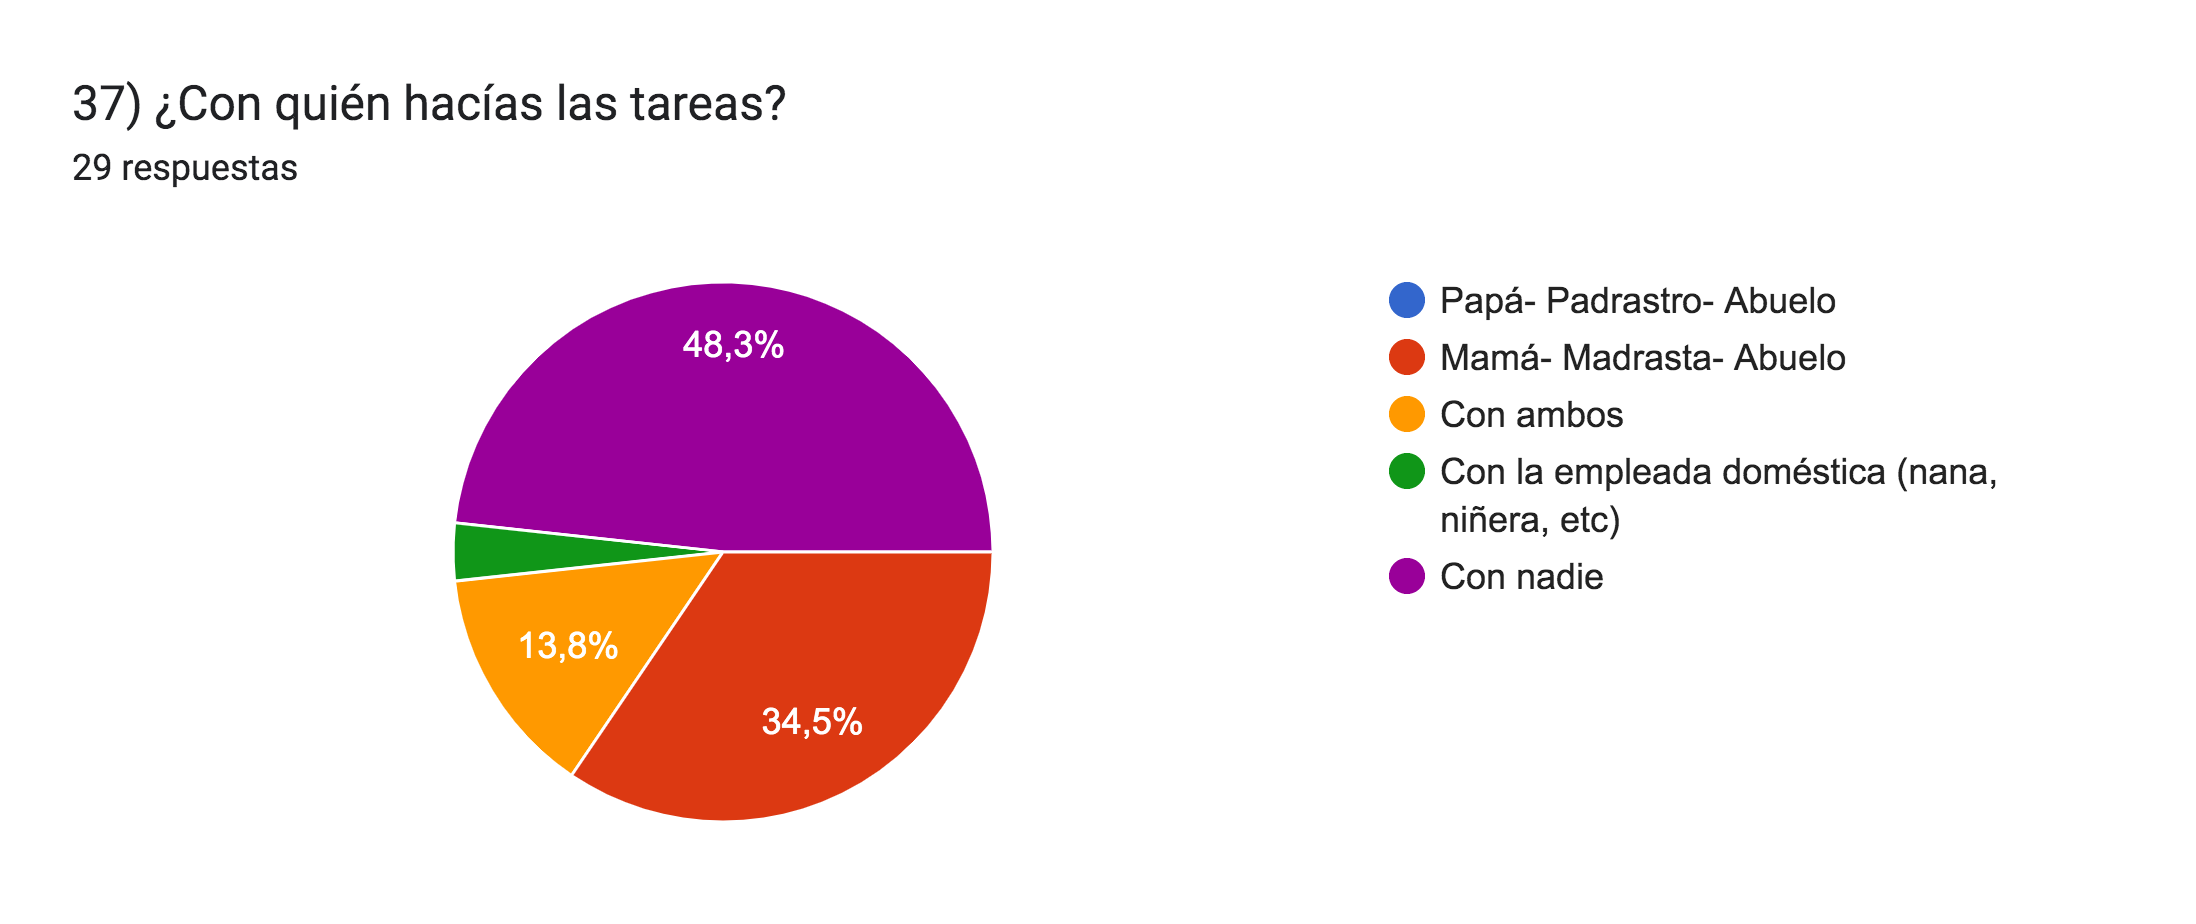 37) ¿Con quién hacías las tareas?
29 respuestas
48,3%
13,8%
34,5%
Papá- Padrastro- Abuelo
Mamá- Madrasta- Abuelo
Con ambos
Con la empleada doméstica (nana,
niñera, etc)
Con nadie